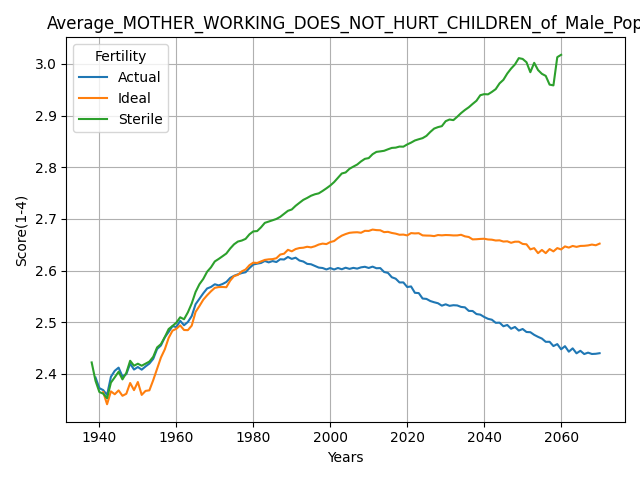 Average_MOTHER_WORKING_DOES_NOT_HURT_CHILDREN_of_Male_Pop
Fertility
Actual
Ideal
Sterile
Score(1-4)
3.0
2.9
2.8
2.7
2.6
2.5
2.4
1940 1960 1980 2000 2020 2040 2060
Years